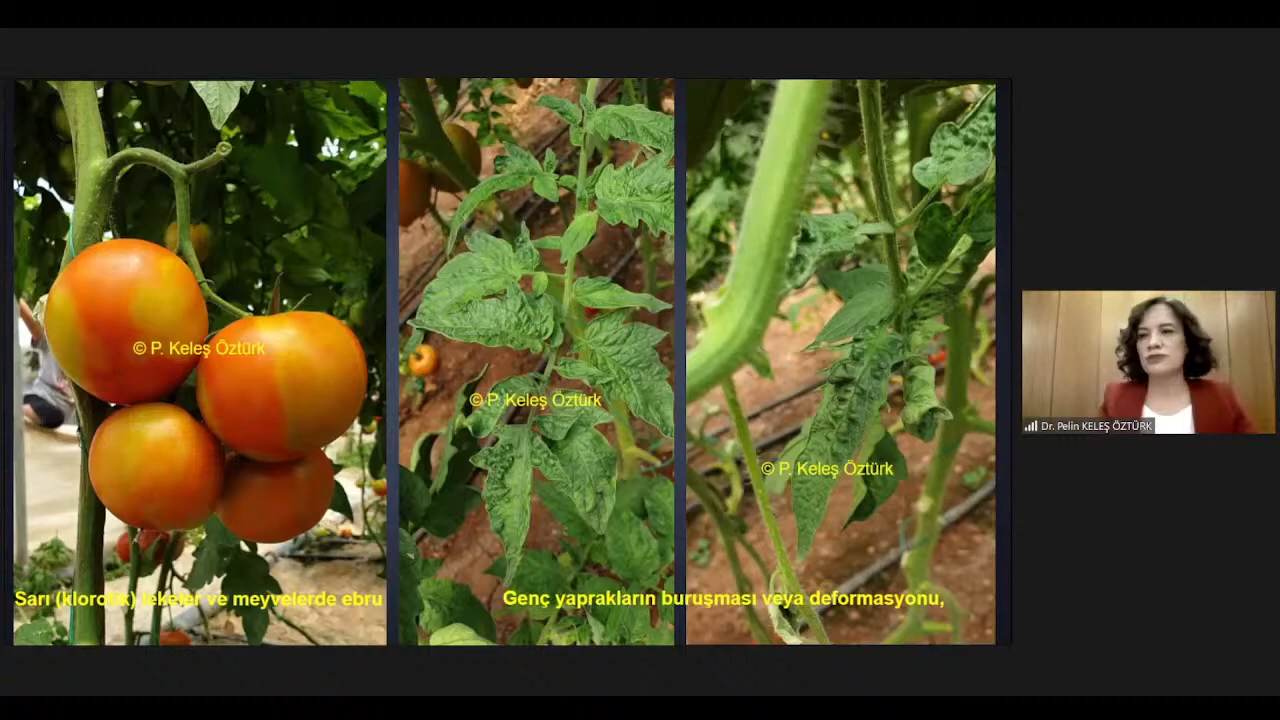 © P. Keleş Öztürk
© P. Keleş Öztürk
© P. Keleş Öztürk
Sarı (klorotik) lekeler ve meyvelerde ebru
Genç yaprakların buruşması veya deformasyonu,
Dr. Pelin KELEŞ ÖZTÜRK